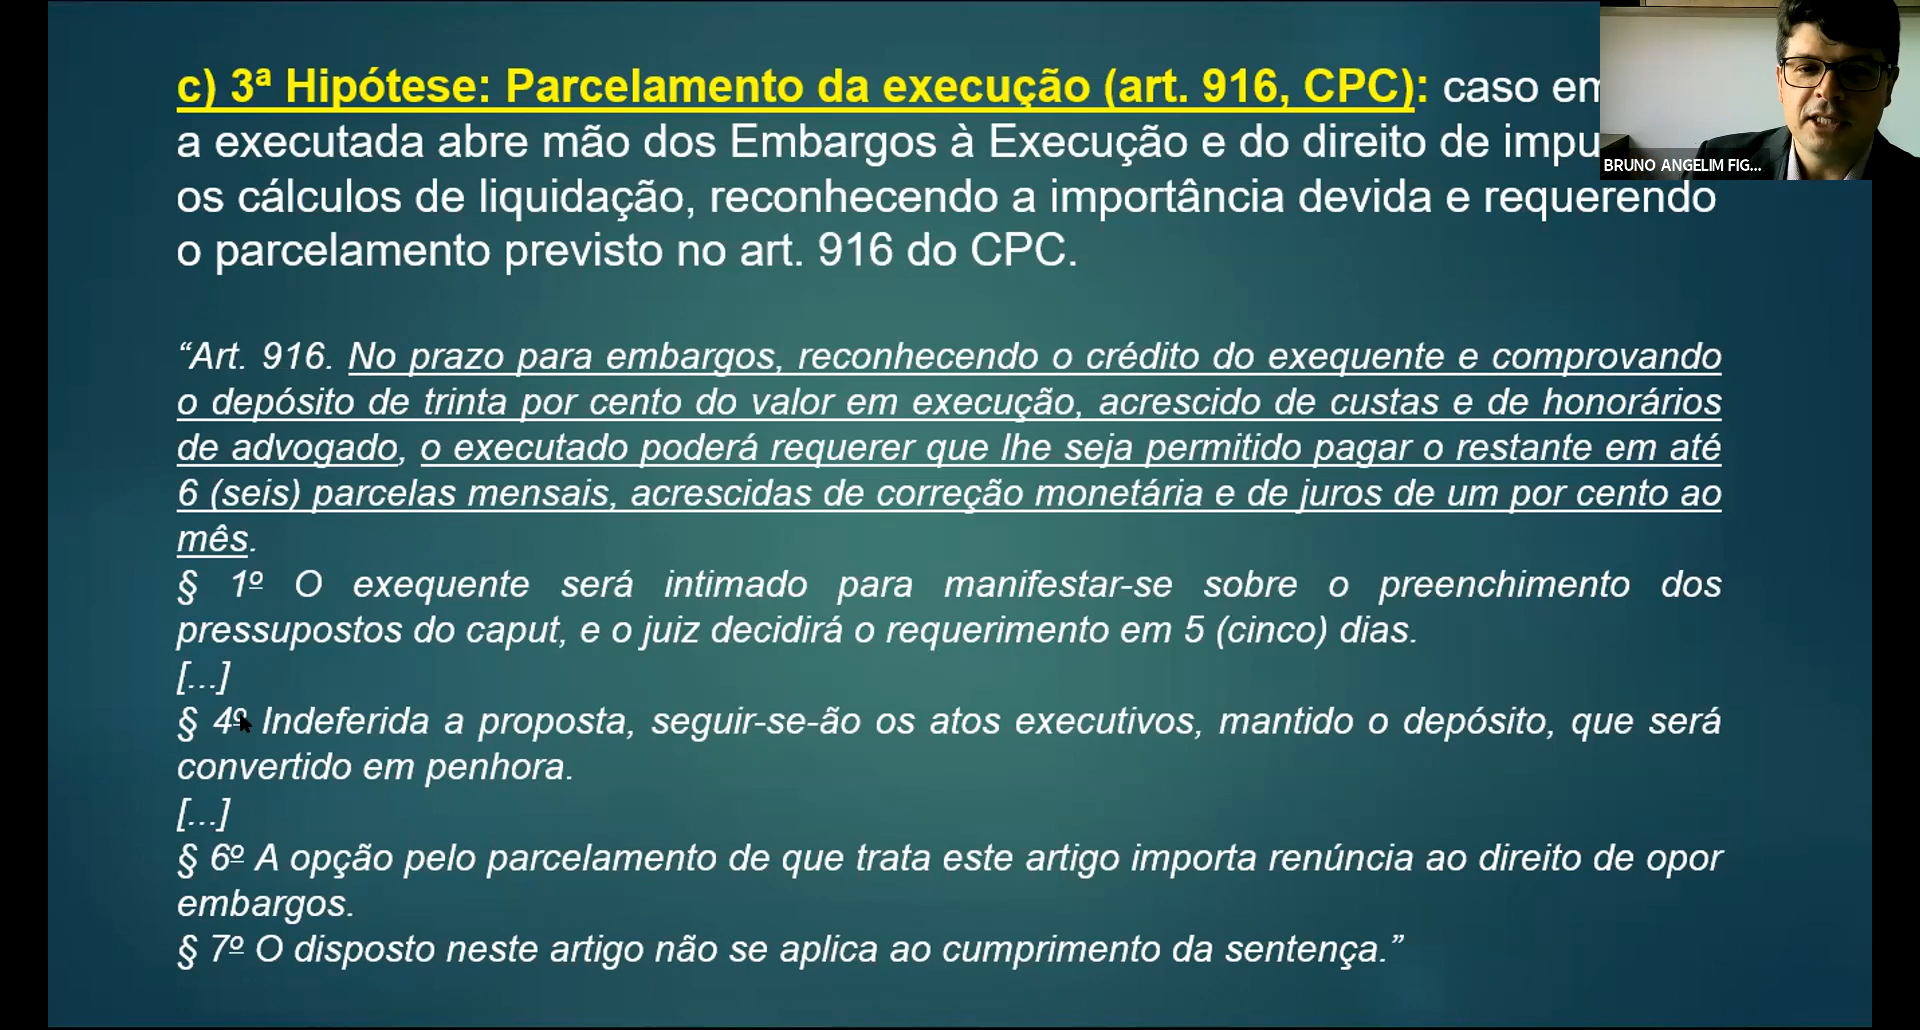 c) 3ª Hipótese: Parcelamento da execução (art. 916, CPC): caso em
a executada abre mão dos Embargos à Execução e do direito de
os cálculos de liquidação, reconhecendo a importância devida e requerendo
o parcelamento previsto no art. 916 do CPC.
BRUNO ANGELIM FIG...
“Art. 916. No prazo para embargos, reconhecendo o crédito do exequente e comprovando
o depósito de trinta por cento do valor em execução, acrescido de custas e de honorários
de advogado, o executado poderá requerer que lhe seja permitido pagar o restante em até
6 (seis) parcelas mensais, acrescidas de correção monetária e de juros de um por cento ao
mês.
§ 1º O exequente será intimado para manifestar-se sobre o preenchimento dos
pressupostos do caput, e o juiz decidirá o requerimento em 5 (cinco) dias.
[...]
§ 4º Indeferida a proposta, seguir-se-ão os atos executivos, mantido o depósito, que será
convertido em penhora.
[...]
§ 6º A opção pelo parcelamento de que trata este artigo importa renúncia ao direito de opor
embargos.
§ 7º O disposto neste artigo não se aplica ao cumprimento da sentença.”